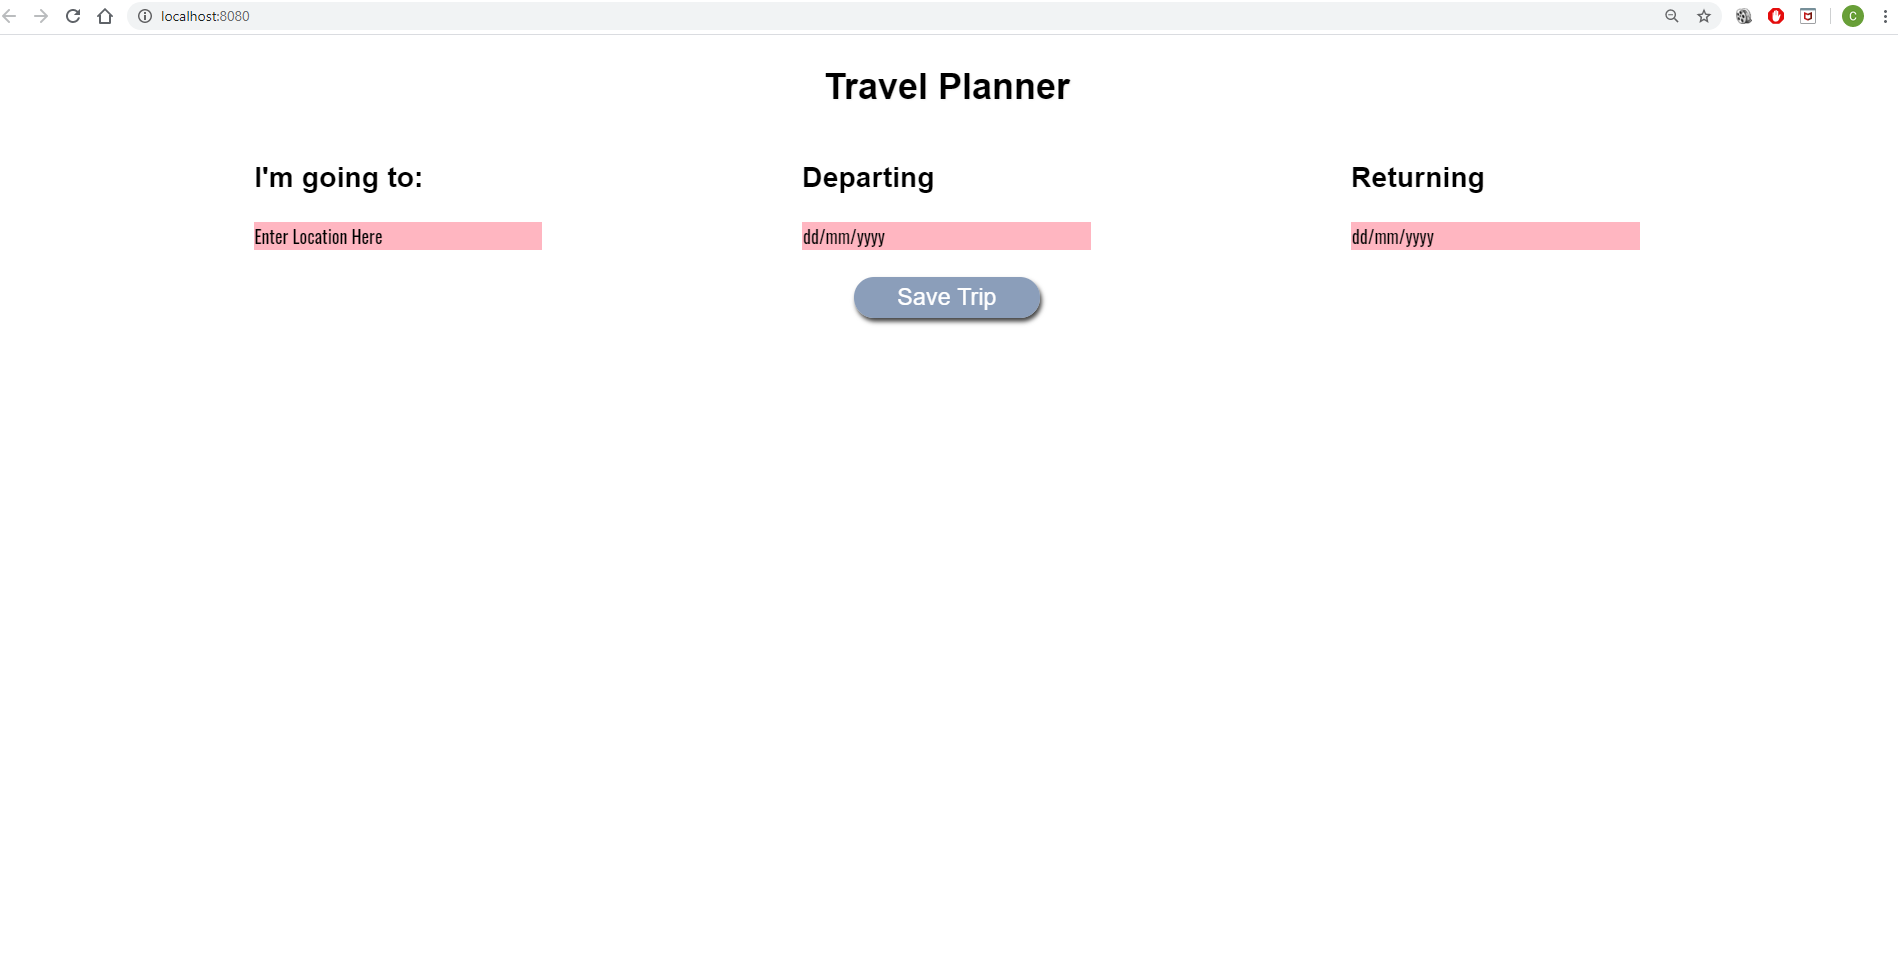 localhost:8080
C
Travel Planner
I'm going to:
Departing
Returning
Enter Location Here
dd/mm/yyyy
dd/mm/yyyy
Save Trip